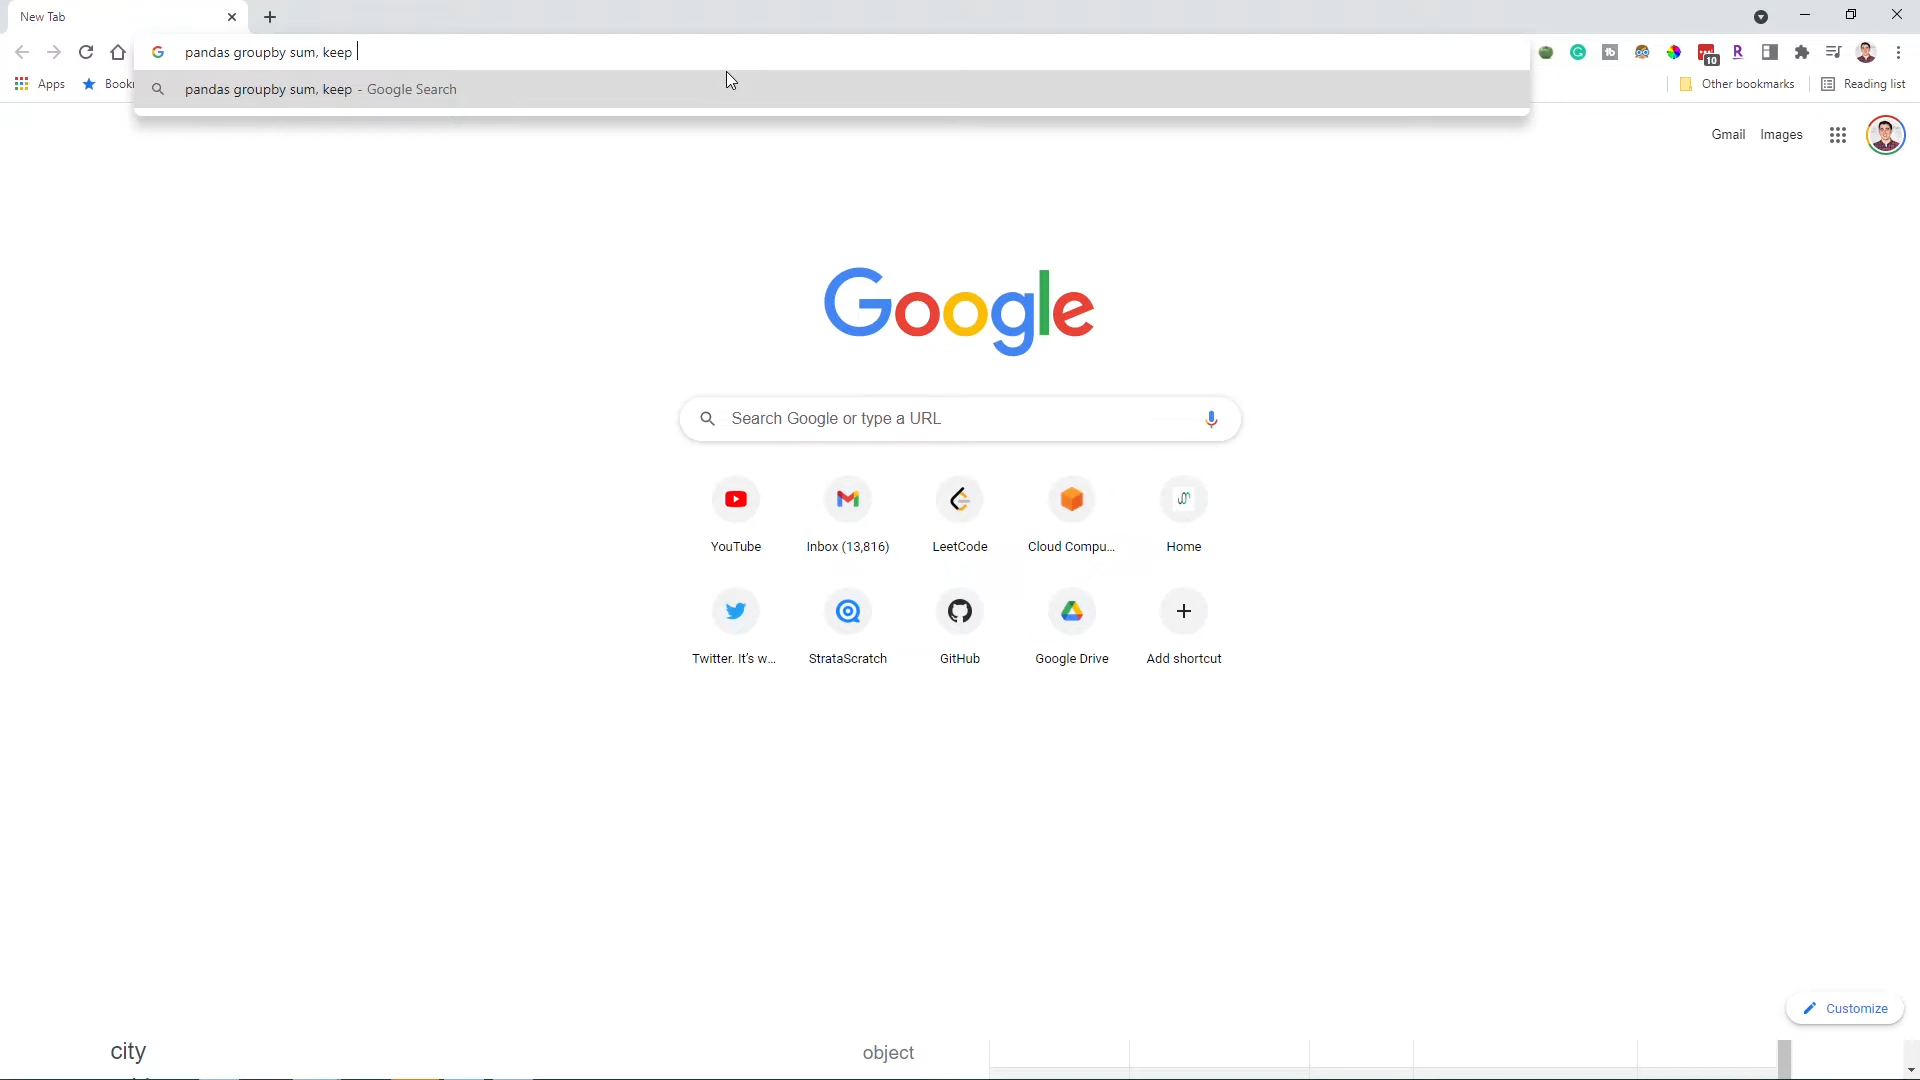 New Tab
pandas groupby sum, keep
pandas groupby sum, keep - Google Search
10
Apps
Bookr
Other bookmarks
Reading list
Gmail
Images
Google
Search Google or type a URL
YouTube
Inbox (13,816)
LeetCode
Cloud Compu...
Home
Twitter. It's w...
StrataScratch
GitHub
Google Drive
Add shortcut
Customize
city
object